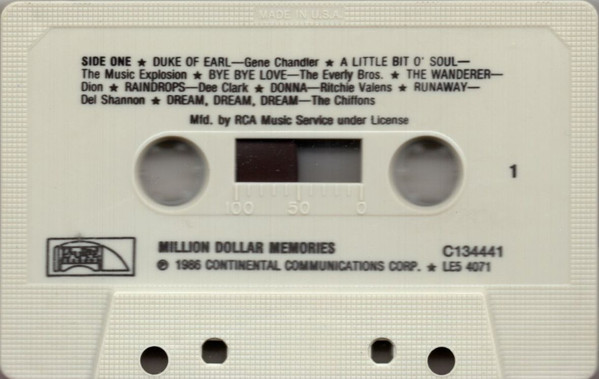 MADE IN U.S.A.
SIDE ONE ★ DUKE OF EARL—Gene Chandler ★ A LITTLE BIT O' SOUL—
The Music Explosion ★ BYE BYE LOVE—The Everly Bros. ★ THE WANDERER—
Dion ★ RAINDROPS—Dee Clark ★ DONNA—Ritchie Valens ★ RUNAWAY—
Del Shannon ★ DREAM, DREAM, DREAM—The Chiffons
Mfd. by RCA Music Service under License
1
100 50 0
MILLION DOLLAR MEMORIES C134441
℗ 1986 CONTINENTAL COMMUNICATIONS CORP. ★ LE5 4071